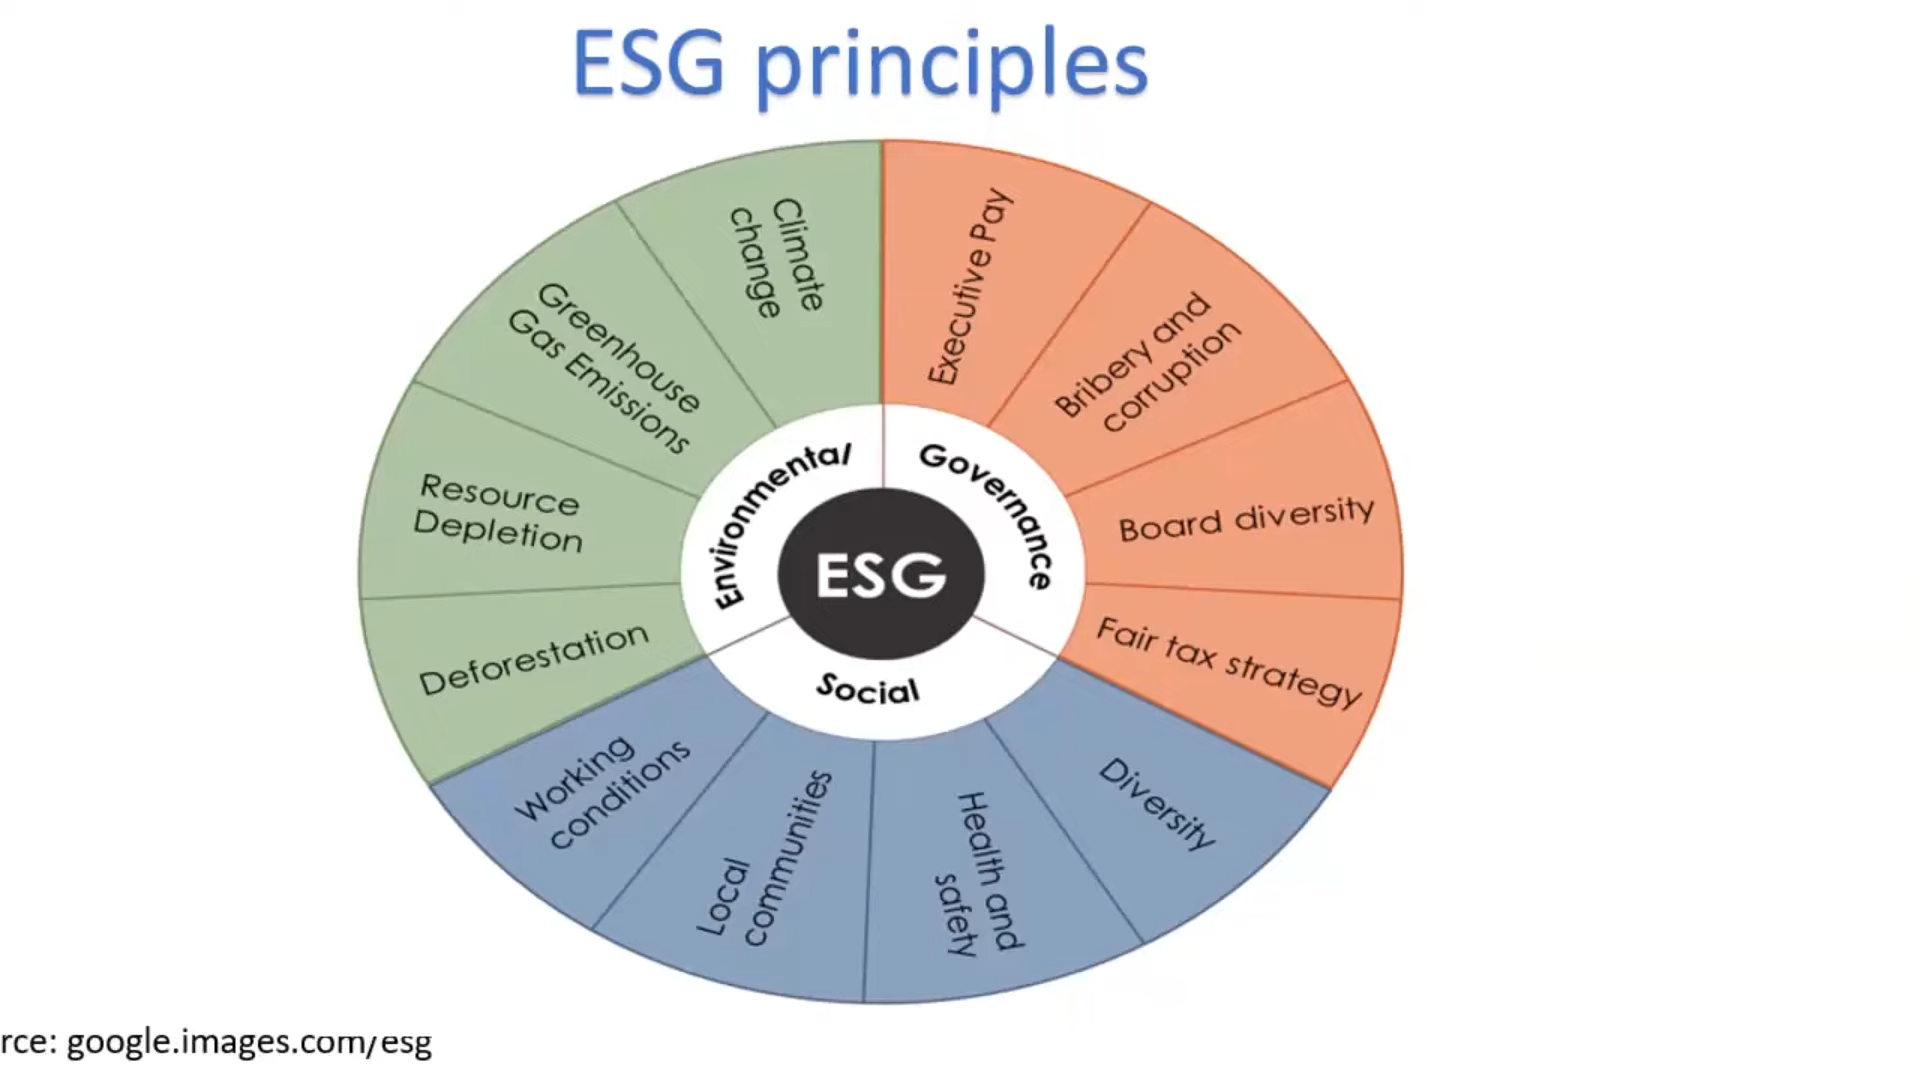 ESG principles
Climate
change
Executive Pay
Greenhouse
Gas Emissions
Bribery and
corruption
Resource
Depletion
Environmental
Governance
Board diversity
ESG
Deforestation
Fair tax strategy
Social
Working
conditions
Local
communities
Health and
safety
Diversity
rce: google.images.com/esg